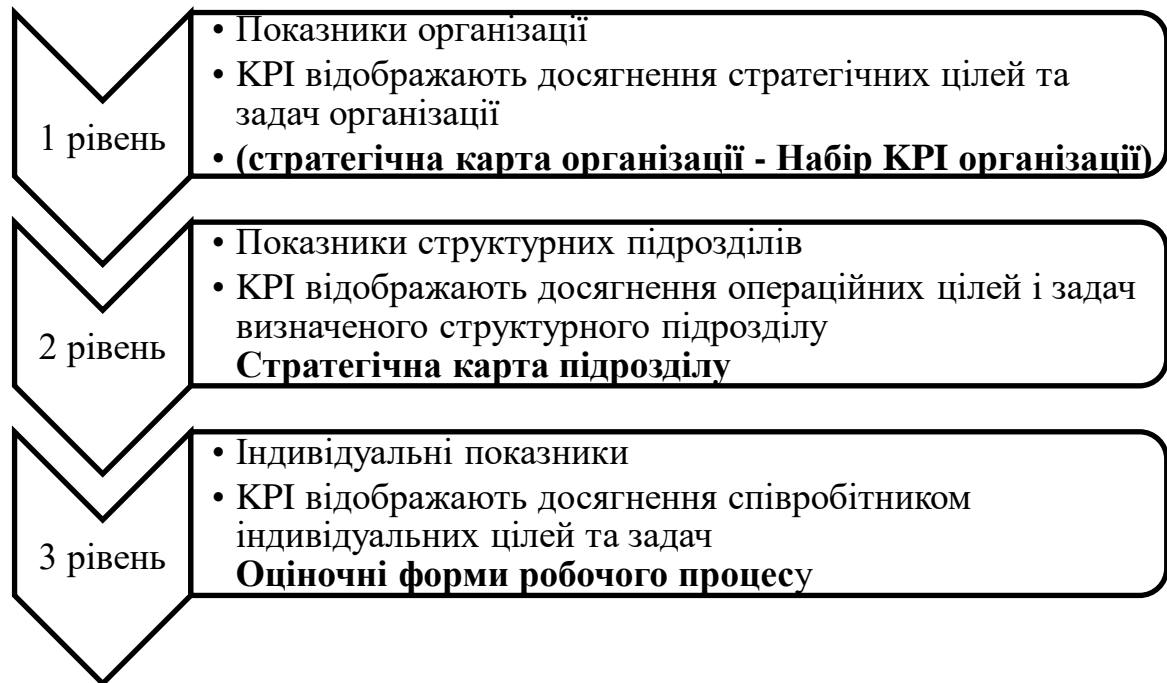 1 рівень
• Показники організації
• KPI відображають досягнення стратегічних цілей та
задач організації
• (стратегічна карта організації - Набір KPI організації)
2 рівень
• Показники структурних підрозділів
• KPI відображають досягнення операційних цілей і задач
визначеного структурного підрозділу
Стратегічна карта підрозділу
3 рівень
• Індивідуальні показники
• KPI відображають досягнення співробітником
індивідуальних цілей та задач
Оціночні форми робочого процесу